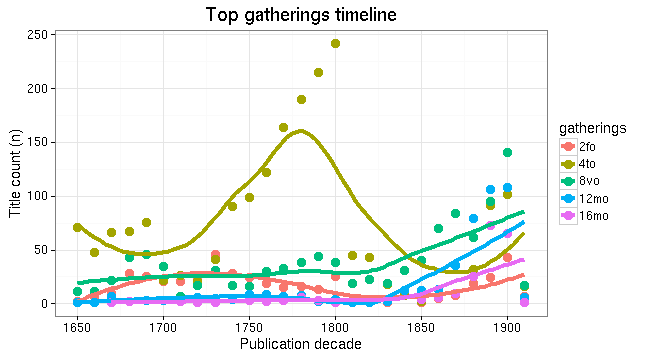 Top gatherings timeline
Title count (n)
250
200
150
100
50
0
1650
1700
1750
1800
1850
1900
Publication decade
gatherings
2fo
4to
8vo
12mo
16mo